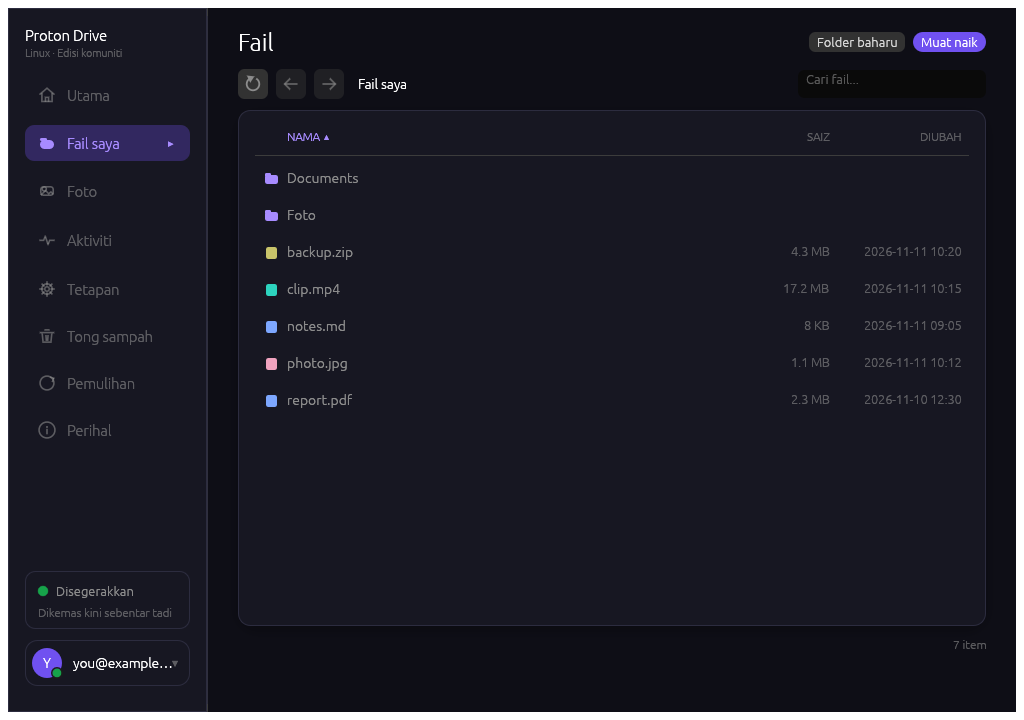 Proton Drive
Linux · Edisi komuniti
Utama
Fail saya
Foto
Aktiviti
Tetapan
Tong sampah
Pemulihan
Perihal
Disegerakkan
Dikemas kini sebentar tadi
Y
you@example…
Fail
Folder baharu
Muat naik
Fail saya
Cari fail...
NAMA ▲ SAIZ DIUBAH
Documents
Foto
backup.zip 4.3 MB 2026-11-11 10:20
clip.mp4 17.2 MB 2026-11-11 10:15
notes.md 8 KB 2026-11-11 09:05
photo.jpg 1.1 MB 2026-11-11 10:12
report.pdf 2.3 MB 2026-11-10 12:30
7 item